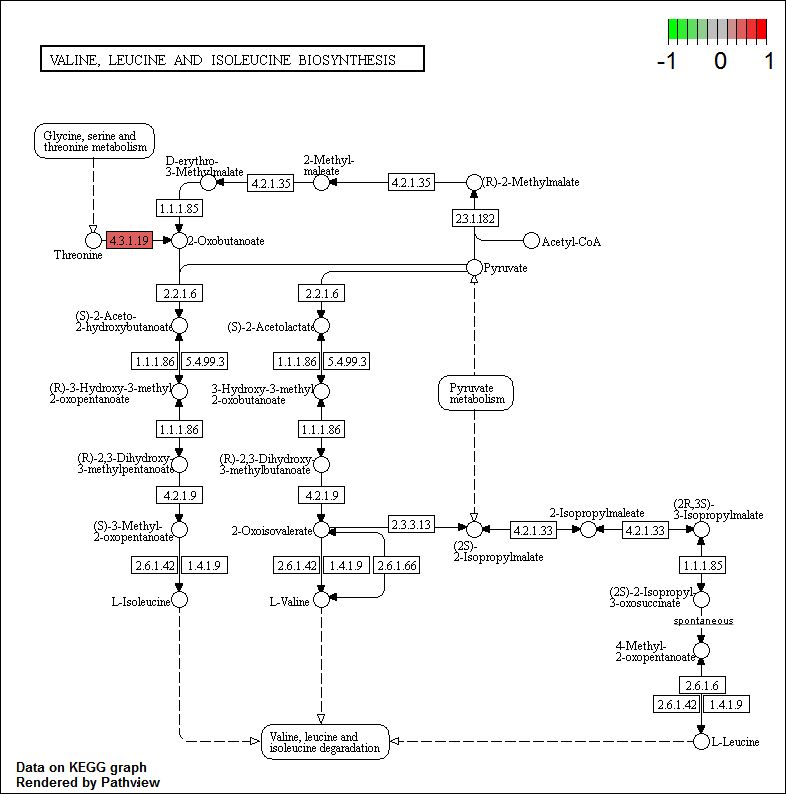 -1 0 1
VALINE, LEUCINE AND ISOLEUCINE BIOSYNTHESIS
Glycine, serine and
threonine metabolism
D-erythro-
3-Methylmalate
2-Methyl-
maleate
4.2.1.35
4.2.1.35
(R)-2-Methylmalate
1.1.1.85
2.3.1.182
Threonine
4.3.1.19
2-Oxobutanoate
Acetyl-CoA
Pyruvate
2.2.1.6
2.2.1.6
(S)-2-Aceto-
2-hydroxybutanoate
(S)-2-Acetolactate
1.1.1.86
5.4.99.3
1.1.1.86
5.4.99.3
(R)-3-Hydroxy-3-methyl
2-oxopentanoate
3-Hydroxy-3-methyl
2-oxobutanoate
Pyruvate
metabolism
1.1.1.86
1.1.1.86
(R)-2,3-Dihydroxy-
3-methylpentanoate
(R)-2,3-Dihydroxy-
3-methylbutanoate
4.2.1.9
4.2.1.9
(S)-3-Methyl-
2-oxopentanoate
2-Oxoisovalerate
2.3.3.13
(2S)-
2-Isopropylmalate
4.2.1.33
2-Isopropylmaleate
4.2.1.33
(2R,3S)-
3-Isopropylmalate
2.6.1.42
1.4.1.9
2.6.1.42
1.4.1.9
2.6.1.66
1.1.1.85
L-Isoleucine
L-Valine
(2S)-2-Isopropyl-
3-oxosuccinate
spontaneous
4-Methyl-
2-oxopentanoate
2.6.1.6
2.6.1.42
1.4.1.9
Valine, leucine and
isoleucine degaradation
L-Leucine
Data on KEGG graph
Rendered by Pathview